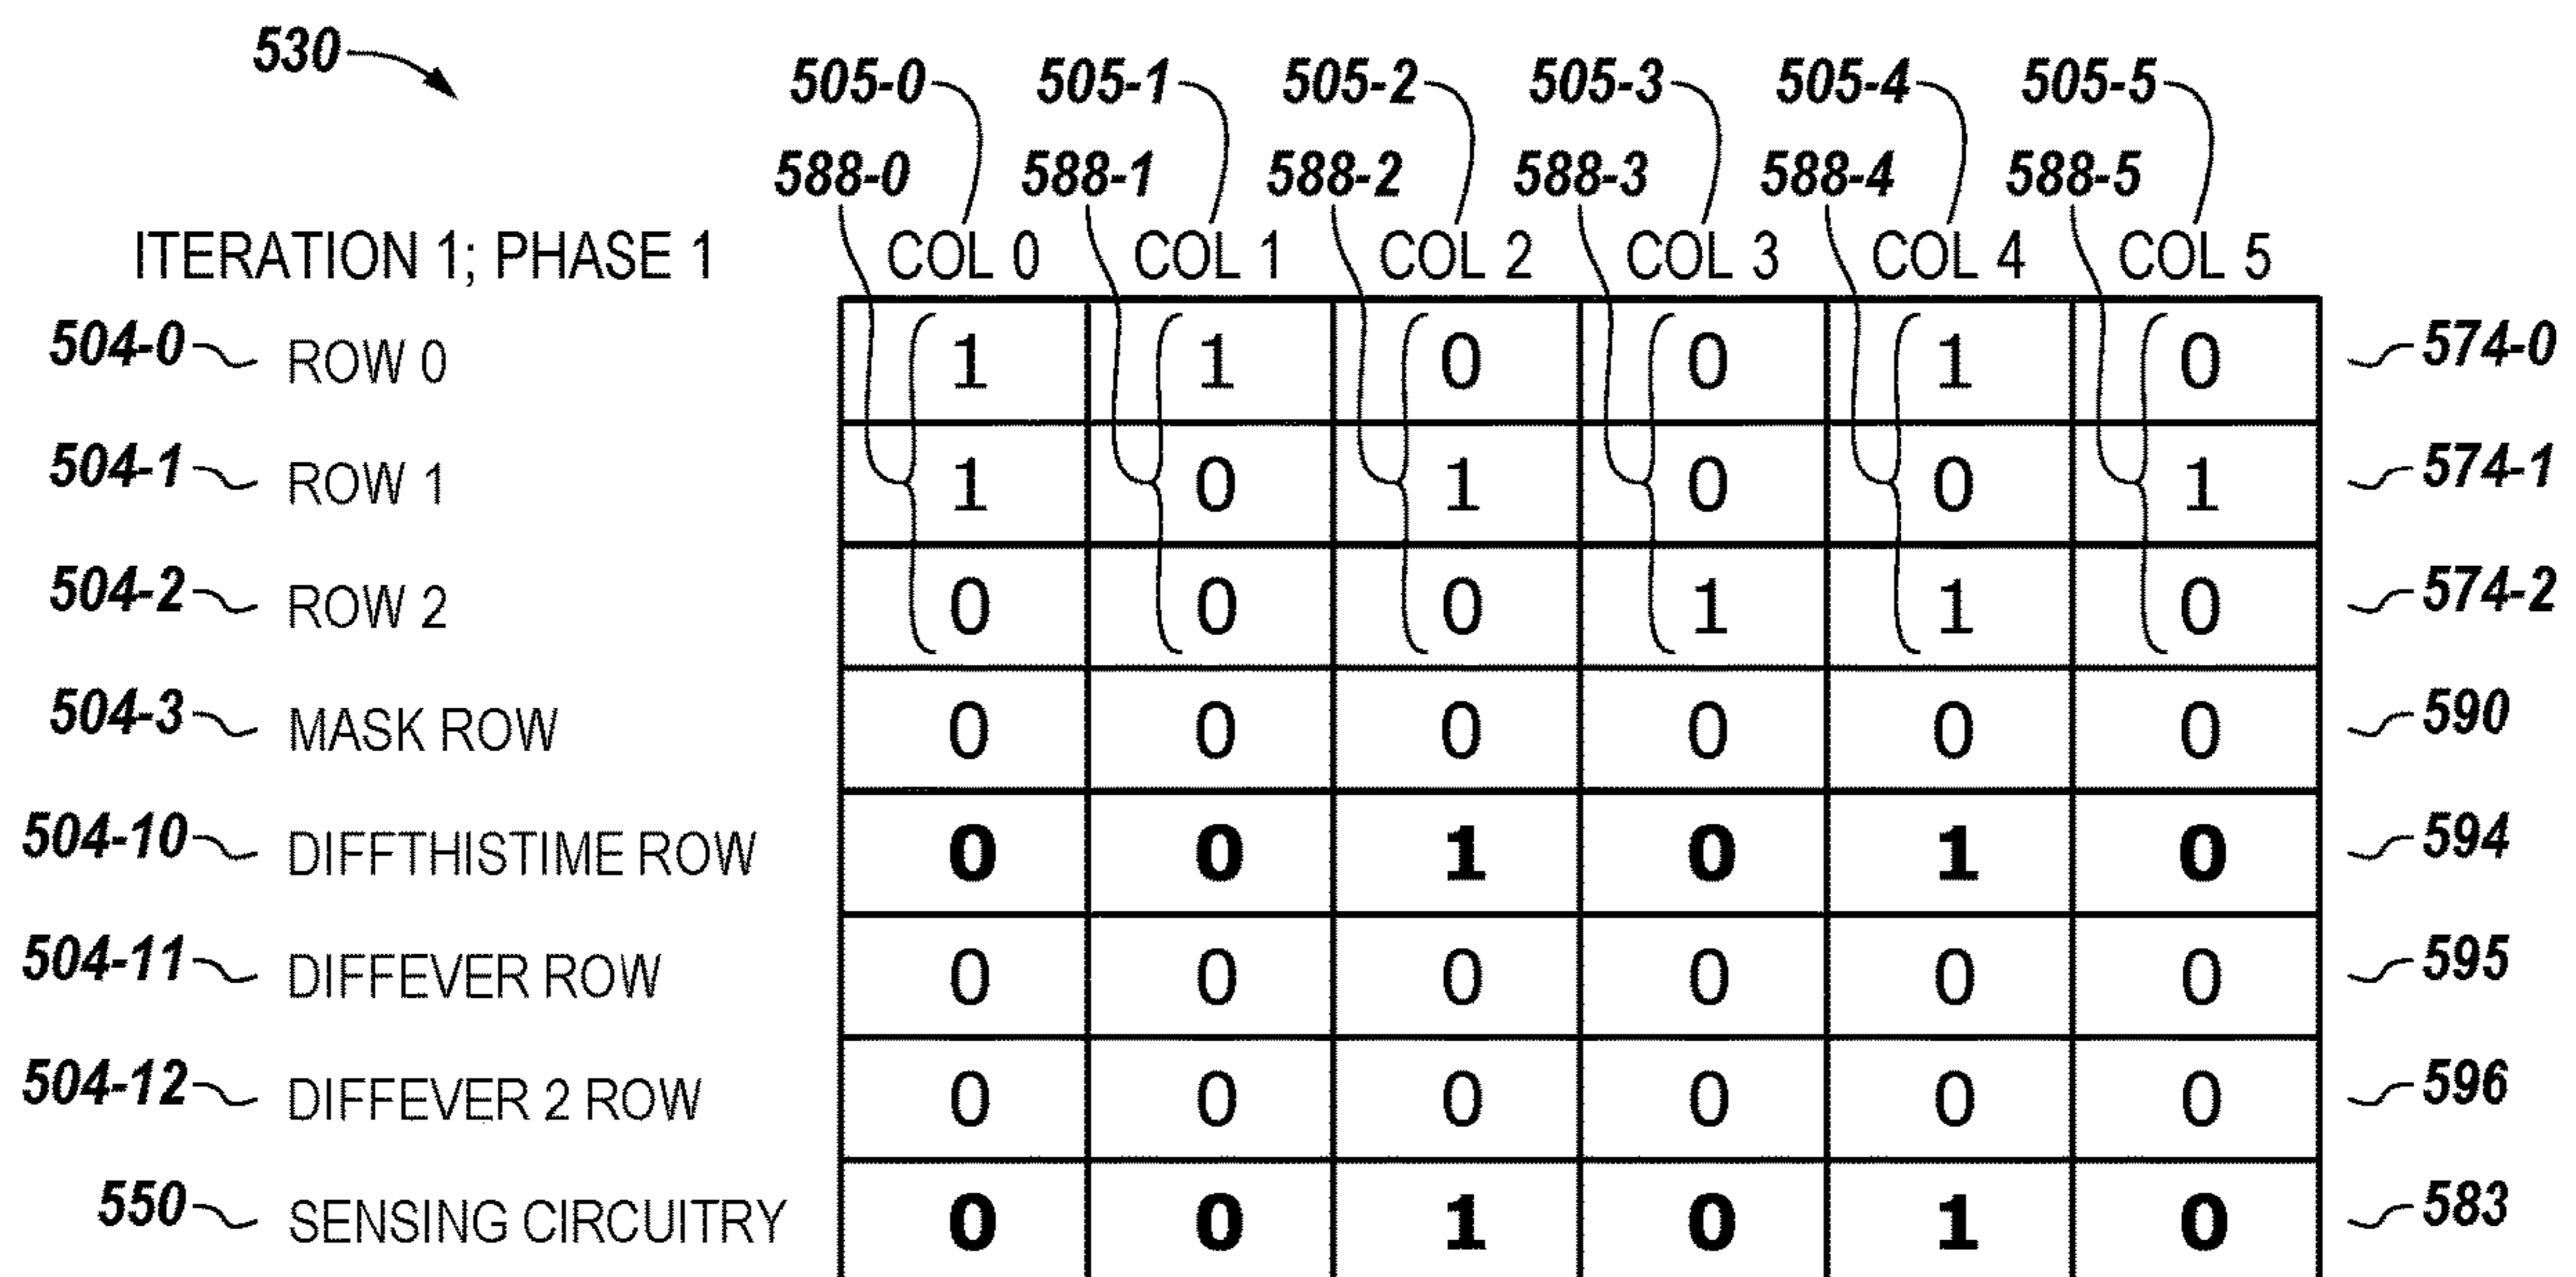 530
505-0 505-1 505-2 505-3 505-4 505-5
588-0 588-1 588-2 588-3 588-4 588-5
ITERATION 1; PHASE 1 COL 0 COL 1 COL 2 COL 3 COL 4 COL 5
504-0 ROW 0 1 1 0 0 1 0 574-0
504-1 ROW 1 1 0 1 0 0 1 574-1
504-2 ROW 2 0 0 0 1 1 0 574-2
504-3 MASK ROW 0 0 0 0 0 0 590
504-10 DIFFTHISTIME ROW 0 0 1 0 1 0 594
504-11 DIFFEVER ROW 0 0 0 0 0 0 595
504-12 DIFFEVER 2 ROW 0 0 0 0 0 0 596
550 SENSING CIRCUITRY 0 0 1 0 1 0 583